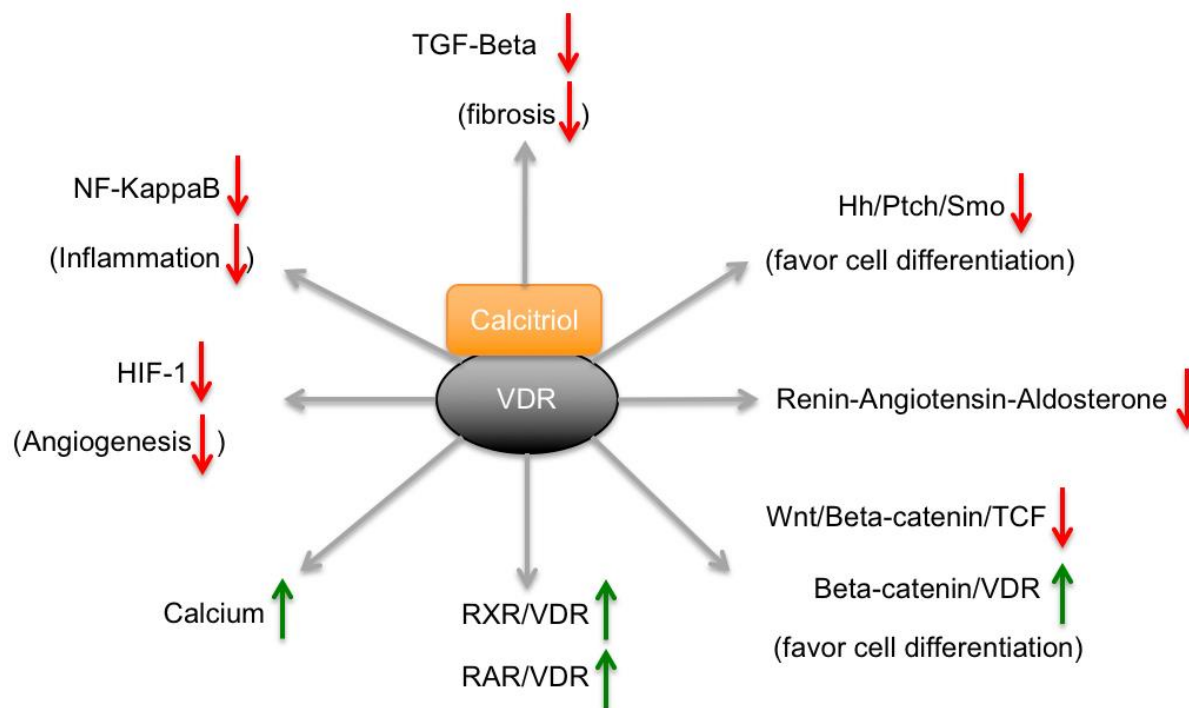 TGF-Beta
(fibrosis )
NF-KappaB
(Inflammation )
Hh/Ptch/Smo
(favor cell differentiation)
Calcitriol
VDR
HIF-1
(Angiogenesis )
Renin-Angiotensin-Aldosterone
Wnt/Beta-catenin/TCF
Beta-catenin/VDR
(favor cell differentiation)
Calcium
RXR/VDR
RAR/VDR